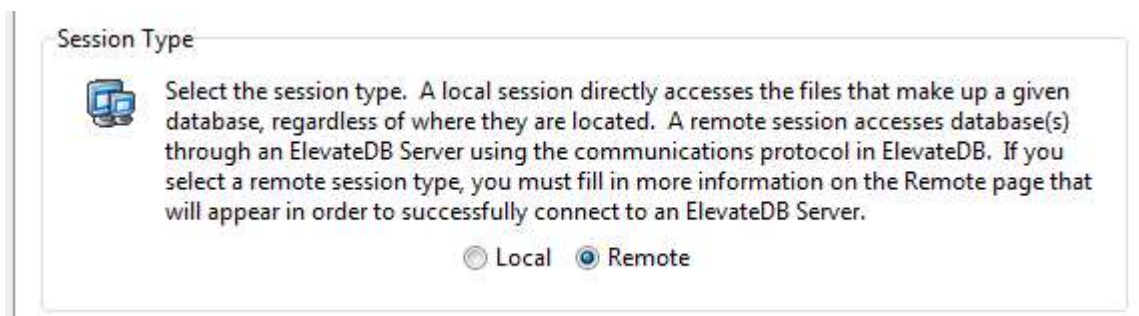 Session Type
Select the session type.  A local session directly accesses the files that make up a given
database, regardless of where they are located.  A remote session accesses database(s)
through an ElevateDB Server using the communications protocol in ElevateDB.  If you
select a remote session type, you must fill in more information on the Remote page that
will appear in order to successfully connect to an ElevateDB Server.
Local Remote